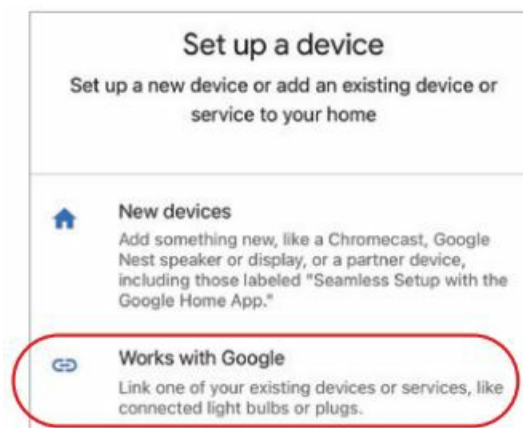 Set up a device
Set up a new device or add an existing device or
service to your home
New devices
Add something new, like a Chromecast, Google
Nest speaker or display, or a partner device,
including those labeled "Seamless Setup with the
Google Home App."
Works with Google
Link one of your existing devices or services, like
connected light bulbs or plugs.